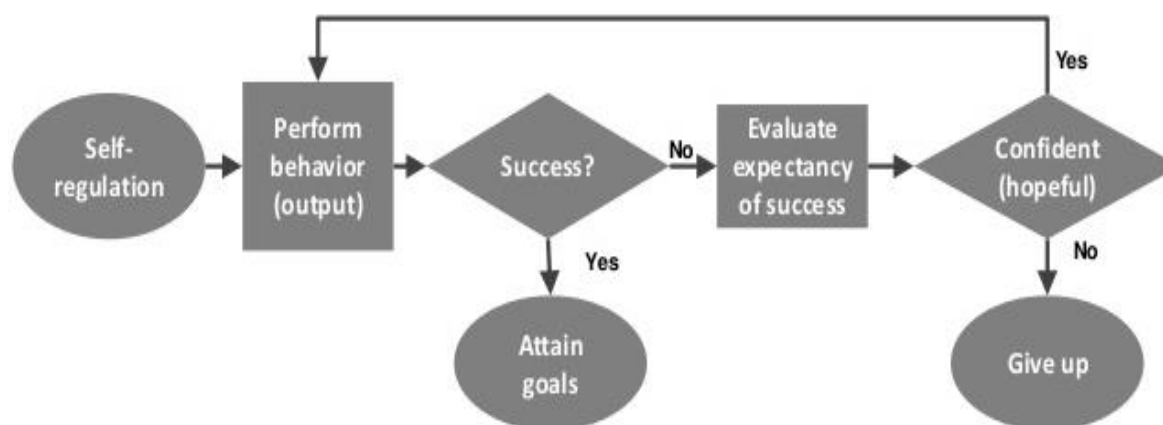 Self-
regulation
Perform
behavior
(output)
Success?
No
Evaluate
expectancy
of success
Confident
(hopeful)
Yes
Yes
No
Attain
goals
Give up